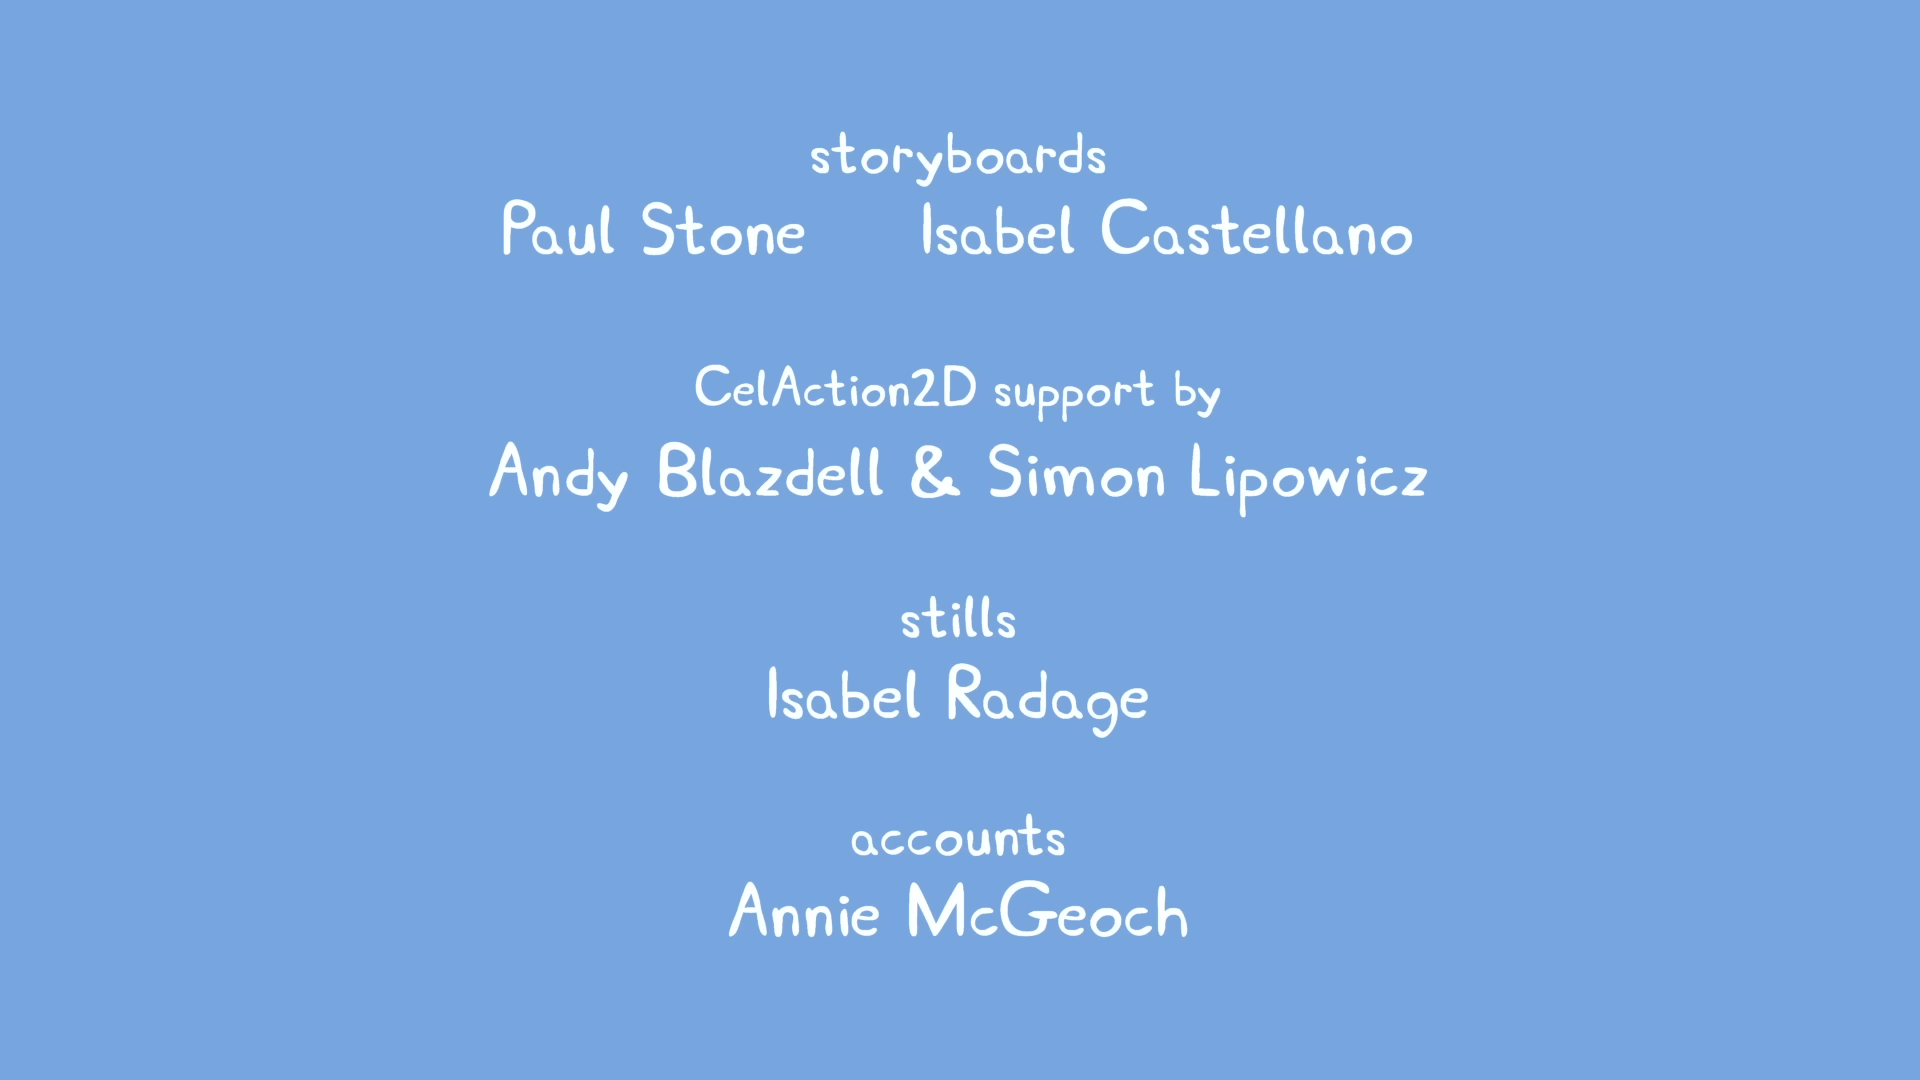 storyboards
Paul Stone Isabel Castellano
CelAction2D support by
Andy Blazdell & Simon Lipowicz
stills
Isabel Radage
accounts
Annie McGeoch